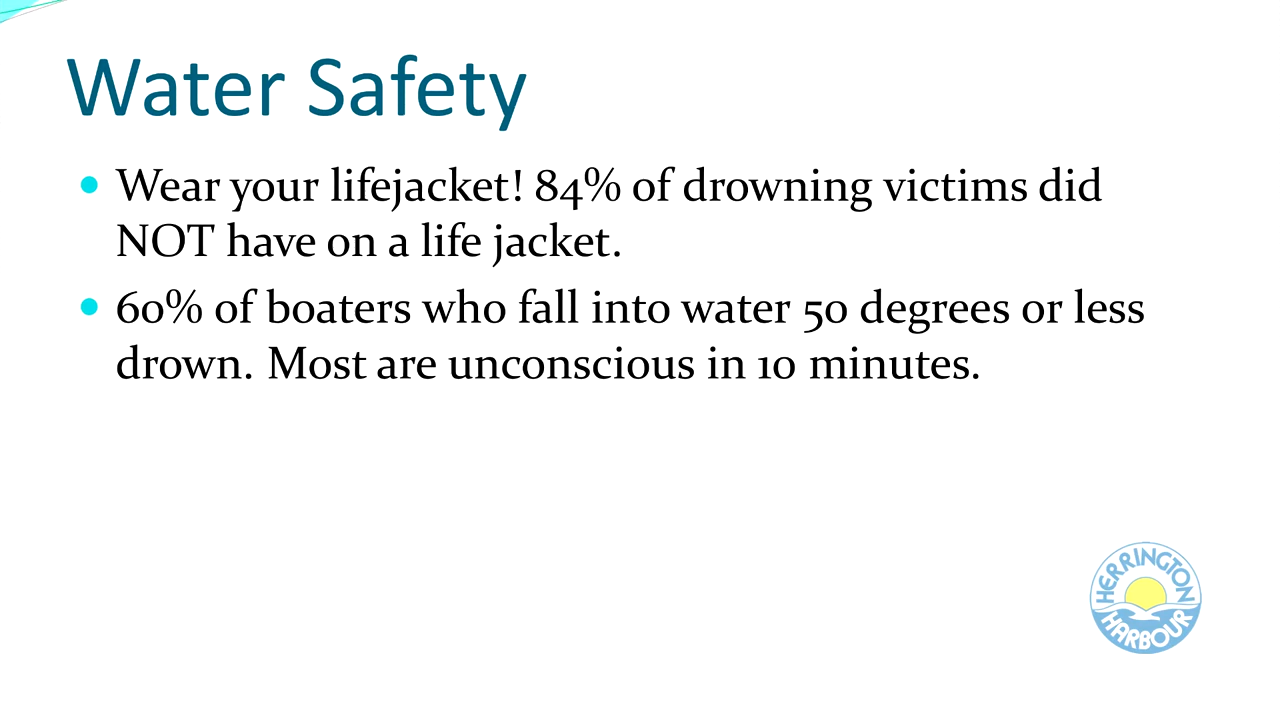 Water Safety
• Wear your lifejacket! 84% of drowning victims did
NOT have on a life jacket.
• 60% of boaters who fall into water 50 degrees or less
drown. Most are unconscious in 10 minutes.
HERRINGTON
HARBOUR